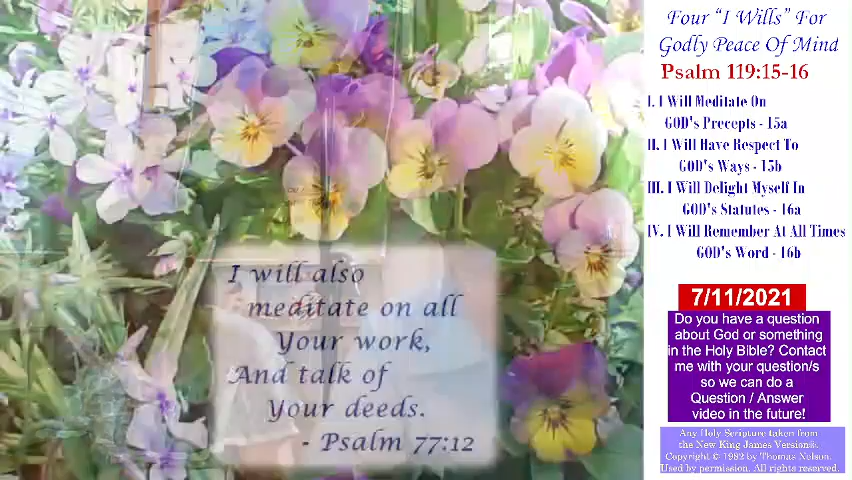 I will also
meditate on all
Your work,
And talk of
Your deeds.
- Psalm 77:12
Four “I Wills” For
Godly Peace Of Mind
Psalm 119:15-16
I. I Will Meditate On
GOD's Precepts - 15a
II. I Will Have Respect To
GOD's Ways - 15b
III. I Will Delight Myself In
GOD's Statutes - 16a
IV. I Will Remember At All Times
GOD's Word - 16b
7/11/2021
Do you have a question
about God or something
in the Holy Bible? Contact
me with your question/s
so we can do a
Question / Answer
video in the future!
Any Holy Scripture taken from
the New King James Version®.
Copyright © 1982 by Thomas Nelson.
Used by permission. All rights reserved.